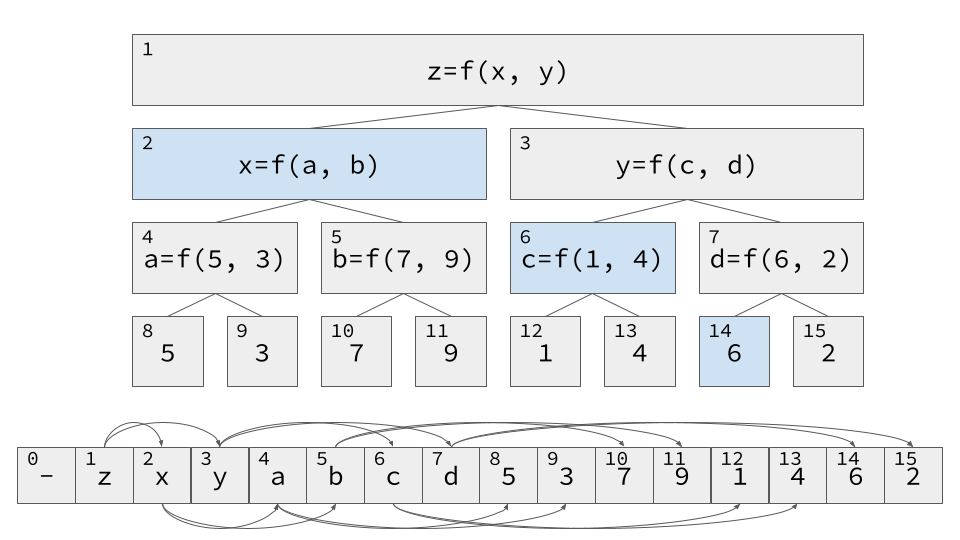 1
z=f(x, y)
2
x=f(a, b)
3
y=f(c, d)
4
a=f(5, 3)
5
b=f(7, 9)
6
c=f(1, 4)
7
d=f(6, 2)
8
5
9
3
10
7
11
9
12
1
13
4
14
6
15
2
0 1 2 3 4 5 6 7 8 9 10 11 12 13 14 15
– z x y a b c d 5 3 7 9 1 4 6 2